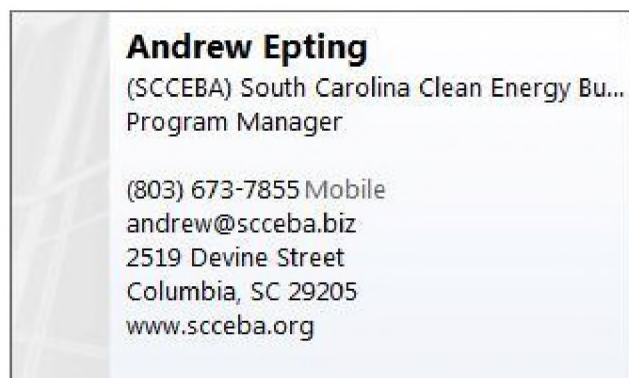 Andrew Epting
(SCCEBA) South Carolina Clean Energy Bu...
Program Manager
(803) 673-7855 Mobile
andrew@scceba.biz
2519 Devine Street
Columbia, SC 29205
www.scceba.org